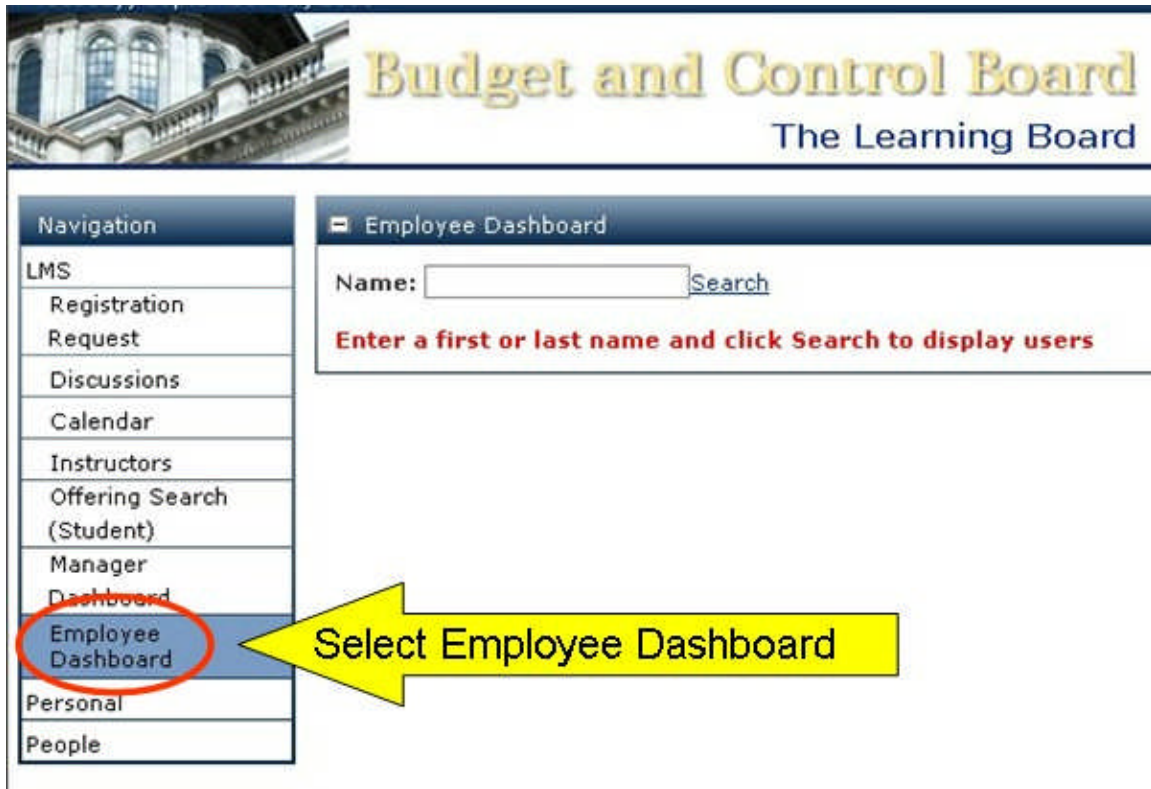 Budget and Control Board
The Learning Board
Navigation
LMS
Registration
Request
Discussions
Calendar
Instructors
Offering Search
(Student)
Manager
Dashboard
Employee
Dashboard
Personal
People
Employee Dashboard
Name: Search
Enter a first or last name and click Search to display users
Select Employee Dashboard